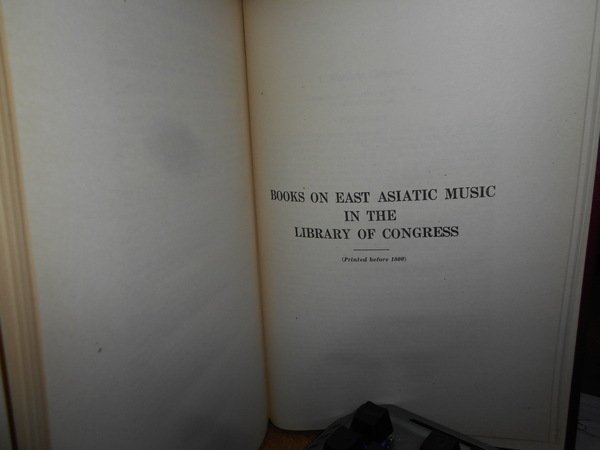 BOOKS ON EAST ASIATIC MUSIC
IN THE
LIBRARY OF CONGRESS
(Printed before 1800)